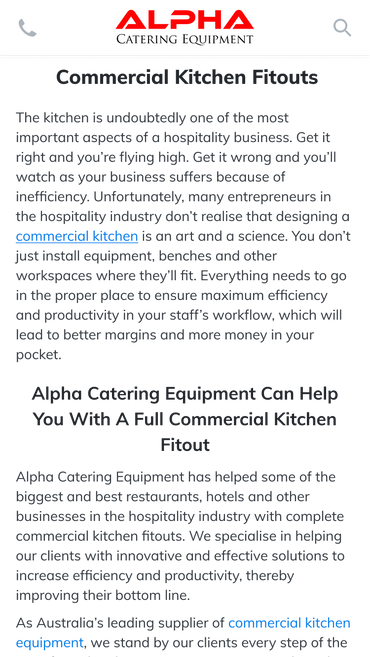 ALPHA
CATERING EQUIPMENT
Commercial Kitchen Fitouts
The kitchen is undoubtedly one of the most
important aspects of a hospitality business. Get it
right and you’re flying high. Get it wrong and you’ll
watch as your business suffers because of
inefficiency. Unfortunately, many entrepreneurs in
the hospitality industry don’t realise that designing a
commercial kitchen is an art and a science. You don’t
just install equipment, benches and other
workspaces where they’ll fit. Everything needs to go
in the proper place to ensure maximum efficiency
and productivity in your staff’s workflow, which will
lead to better margins and more money in your
pocket.
Alpha Catering Equipment Can Help
You With A Full Commercial Kitchen
Fitout
Alpha Catering Equipment has helped some of the
biggest and best restaurants, hotels and other
businesses in the hospitality industry with complete
commercial kitchen fitouts. We specialise in helping
our clients with innovative and effective solutions to
increase efficiency and productivity, thereby
improving their bottom line.
As Australia’s leading supplier of commercial kitchen
equipment, we stand by our clients every step of the